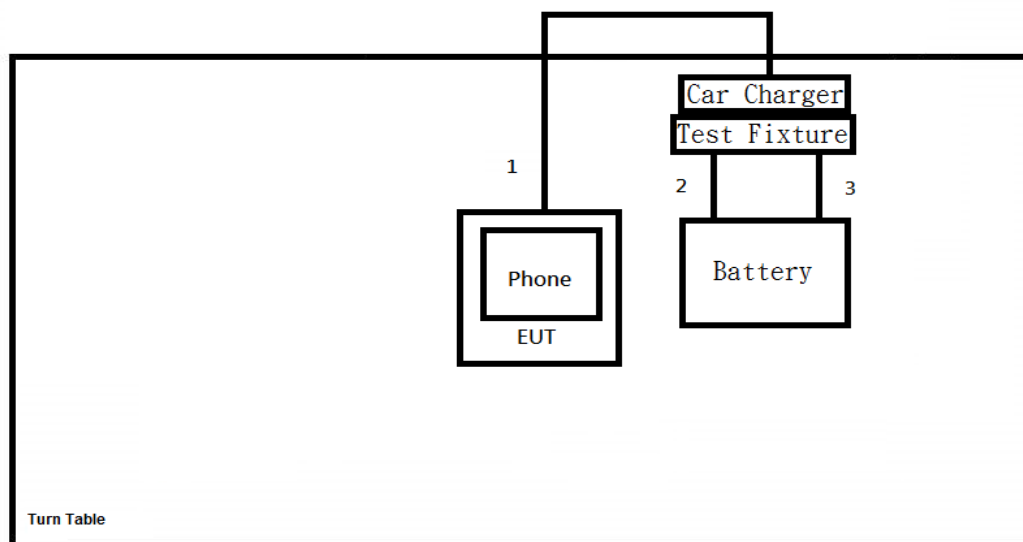 Car Charger
Test Fixture
1
2
3
Phone
Battery
EUT
Turn Table